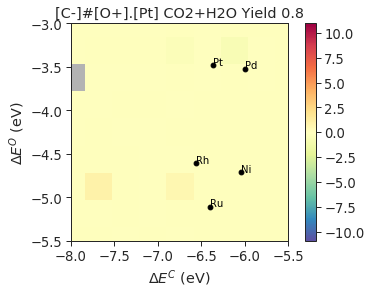 [C-]#[O+].[Pt] CO2+H2O Yield 0.8
−3.0
−3.5
−4.0
−4.5
−5.0
−5.5
ΔE^O (eV)
Pt
Pd
Rh
Ni
Ru
−8.0 −7.5 −7.0 −6.5 −6.0 −5.5
ΔE^C (eV)
10.0
7.5
5.0
2.5
0.0
−2.5
−5.0
−7.5
−10.0